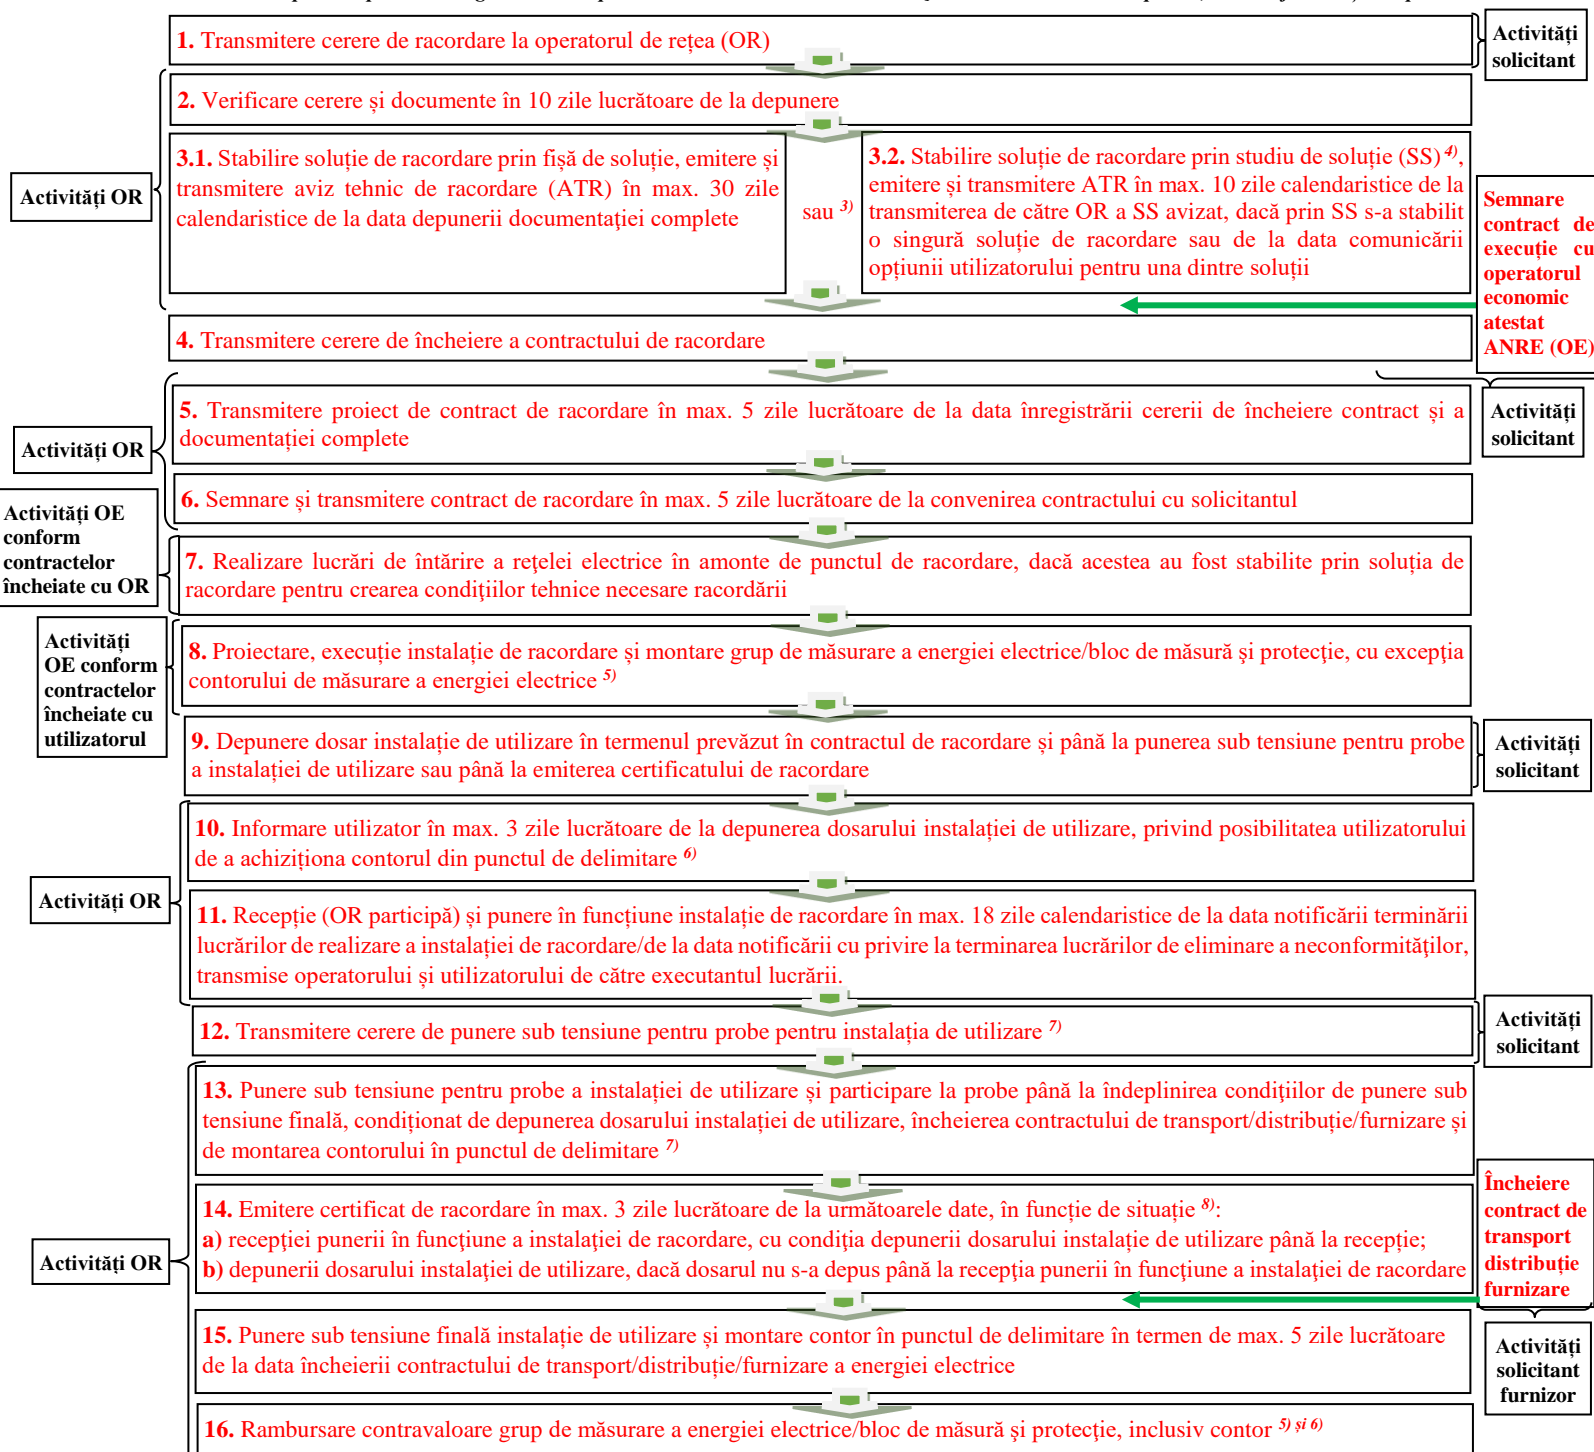 1. Transmitere cerere de racordare la operatorul de rețea (OR)
Activități
solicitant
2. Verificare cerere și documente în 10 zile lucrătoare de la depunere
Activități OR
3.1. Stabilire soluție de racordare prin fișă de soluție, emitere și
transmitere aviz tehnic de racordare (ATR) în max. 30 zile
calendaristice de la data depunerii documentaţiei complete
sau 3)
3.2. Stabilire soluție de racordare prin studiu de soluție (SS) 4),
emitere și transmitere ATR în max. 10 zile calendaristice de la
transmiterea de către OR a SS avizat, dacă prin SS s-a stabilit
o singură soluție de racordare sau de la data comunicării
opțiunii utilizatorului pentru una dintre soluții
Semnare
contract de
execuție cu
operatorul
economic
atestat
ANRE (OE)
4. Transmitere cerere de încheiere a contractului de racordare
Activități
solicitant
Activități OR
5. Transmitere proiect de contract de racordare în max. 5 zile lucrătoare de la data înregistrării cererii de încheiere contract și a
documentației complete
6. Semnare și transmitere contract de racordare în max. 5 zile lucrătoare de la convenirea contractului cu solicitantul
Activități OE
conform
contractelor
încheiate cu OR
7. Realizare lucrări de întărire a reţelei electrice în amonte de punctul de racordare, dacă acestea au fost stabilite prin soluția de
racordare pentru crearea condiţiilor tehnice necesare racordării
Activități
OE conform
contractelor
încheiate cu
utilizatorul
8. Proiectare, execuție instalație de racordare și montare grup de măsurare a energiei electrice/bloc de măsură şi protecţie, cu excepţia
contorului de măsurare a energiei electrice 5)
9. Depunere dosar instalație de utilizare în termenul prevăzut în contractul de racordare și până la punerea sub tensiune pentru probe
a instalației de utilizare sau până la emiterea certificatului de racordare
Activități
solicitant
Activități OR
10. Informare utilizator în max. 3 zile lucrătoare de la depunerea dosarului instalației de utilizare, privind posibilitatea utilizatorului
de a achiziționa contorul din punctul de delimitare 6)
11. Recepție (OR participă) și punere în funcțiune instalație de racordare în max. 18 zile calendaristice de la data notificării terminării
lucrărilor de realizare a instalației de racordare/de la data notificării cu privire la terminarea lucrărilor de eliminare a neconformităţilor,
transmise operatorului și utilizatorului de către executantul lucrării.
12. Transmitere cerere de punere sub tensiune pentru probe pentru instalația de utilizare 7)
Activități
solicitant
13. Punere sub tensiune pentru probe a instalației de utilizare și participare la probe până la îndeplinirea condiţiilor de punere sub
tensiune finală, condiționat de depunerea dosarului instalației de utilizare, încheierea contractului de transport/distribuție/furnizare și
de montarea contorului în punctul de delimitare 7)
Activități OR
14. Emitere certificat de racordare în max. 3 zile lucrătoare de la următoarele date, în funcție de situație 8):
a) recepţiei punerii în funcţiune a instalației de racordare, cu condiţia depunerii dosarului instalație de utilizare până la recepție;
b) depunerii dosarului instalaţiei de utilizare, dacă dosarul nu s-a depus până la recepţia punerii în funcţiune a instalației de racordare
Încheiere
contract de
transport
distribuție
furnizare
15. Punere sub tensiune finală instalație de utilizare și montare contor în punctul de delimitare în termen de max. 5 zile lucrătoare
de la data încheierii contractului de transport/distribuție/furnizare a energiei electrice
Activități
solicitant
furnizor
16. Rambursare contravaloare grup de măsurare a energiei electrice/bloc de măsură şi protecție, inclusiv contor 5) și 6)